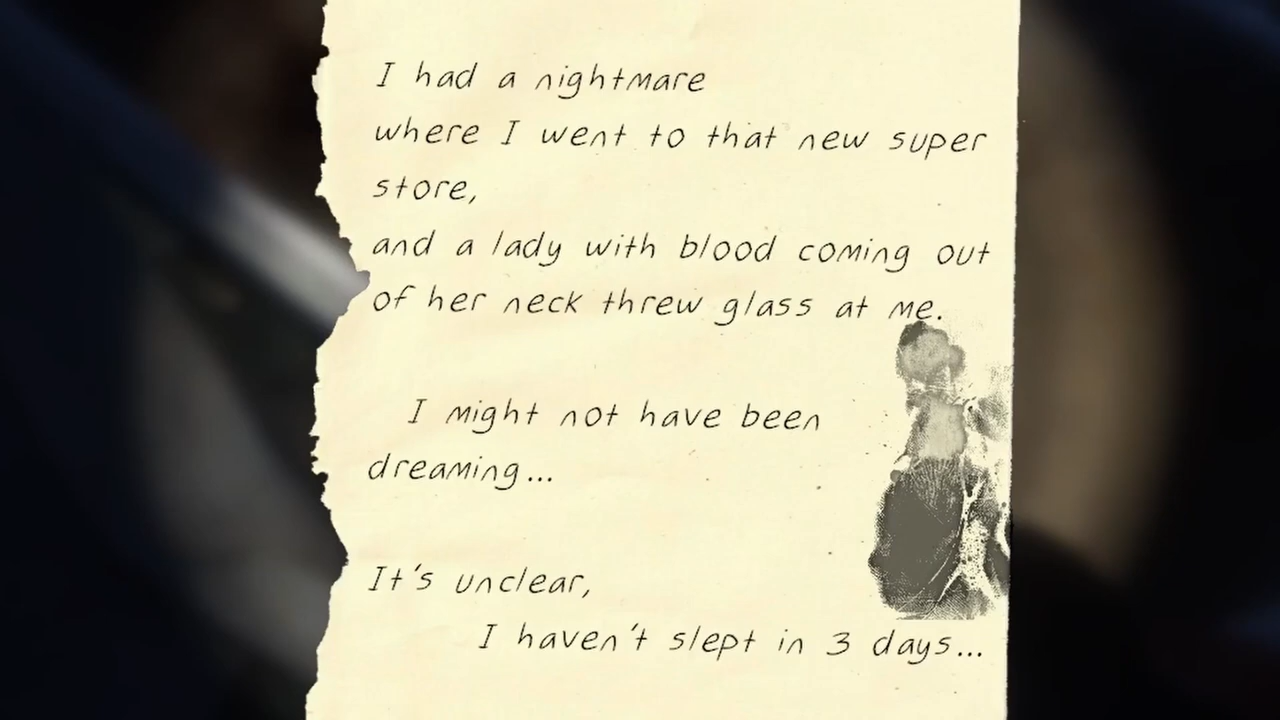 I had a nightmare
where I went to that new super
store,
and a lady with blood coming out
of her neck threw glass at me.
I might not have been
dreaming...
It's unclear,
I haven't slept in 3 days...